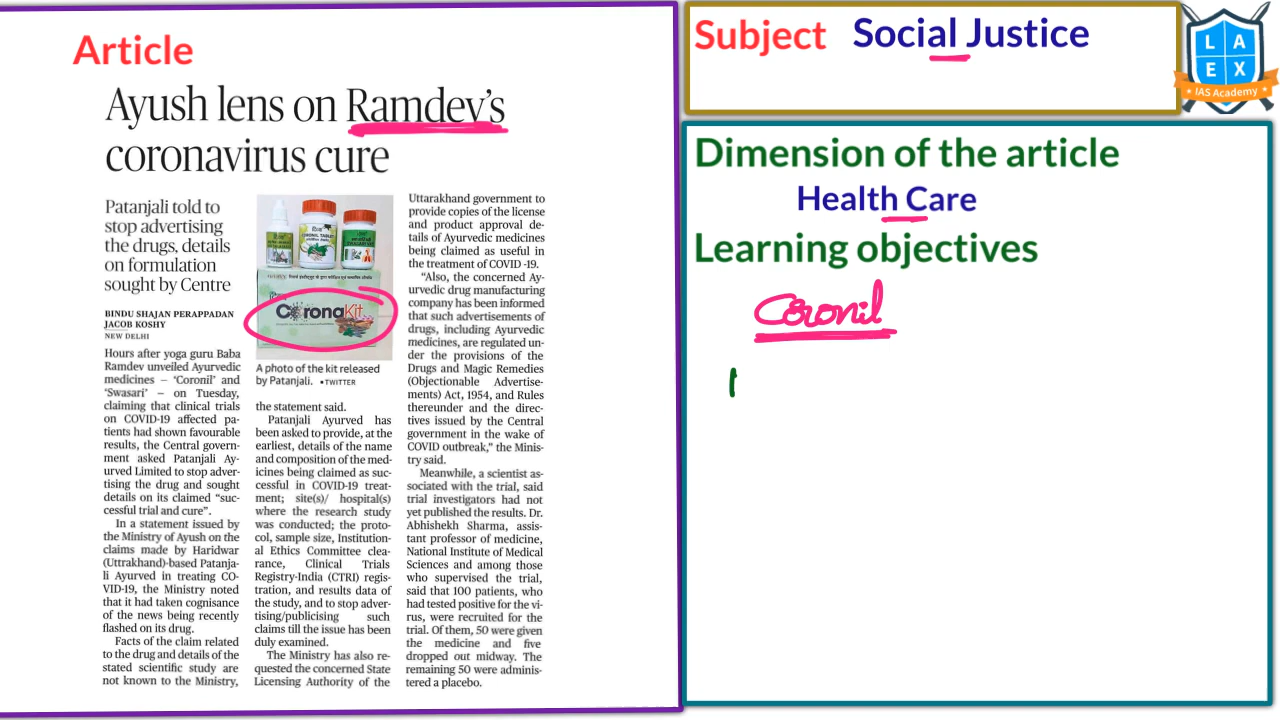 Article
Ayush lens on Ramdev's
coronavirus cure
Patanjali told to
stop advertising
the drugs, details
on formulation
sought by Centre
BINDU SHAJAN PERAPPADAN
JACOB KOSHY
NEW DELHI
Hours after yoga guru Baba
Ramdev unveiled Ayurvedic
medicines – 'Coronil' and
'Swasari' – on Tuesday,
claiming that clinical trials
on COVID-19 affected pa-
tients had shown favourable
results, the Central govern-
ment asked Patanjali Ay-
urved Limited to stop adver-
tising the drug and sought
details on its claimed "suc-
cessful trial and cure".
In a statement issued by
the Ministry of Ayush on the
claims made by Haridwar
(Uttrakhand)-based Patanja-
li Ayurved in treating CO-
VID-19, the Ministry noted
that it had taken cognisance
of the news being recently
flashed on its drug.
Facts of the claim related
to the drug and details of the
stated scientific study are
not known to the Ministry,
CoronaKit
A photo of the kit released
by Patanjali. •TWITTER
the statement said.
Patanjali Ayurved has
been asked to provide, at the
earliest, details of the name
and composition of the med-
icines being claimed as suc-
cessful in COVID-19 treat-
ment; site(s)/ hospital(s)
where the research study
was conducted; the proto-
col, sample size, Institution-
al Ethics Committee clea-
rance, Clinical Trials
Registry-India (CTRI) regis-
tration, and results data of
the study, and to stop adver-
tising/publicising such
claims till the issue has been
duly examined.
The Ministry has also re-
quested the concerned State
Licensing Authority of the
Uttarakhand government to
provide copies of the license
and product approval de-
tails of Ayurvedic medicines
being claimed as useful in
the treatment of COVID -19.
"Also, the concerned Ay-
urvedic drug manufacturing
company has been informed
that such advertisements of
drugs, including Ayurvedic
medicines, are regulated un-
der the provisions of the
Drugs and Magic Remedies
(Objectionable Advertise-
ments) Act, 1954, and Rules
thereunder and the direc-
tives issued by the Central
government in the wake of
COVID outbreak," the Minis-
try said.
Meanwhile, a scientist as-
sociated with the trial, said
trial investigators had not
yet published the results. Dr.
Abhishekh Sharma, assis-
tant professor of medicine,
National Institute of Medical
Sciences and among those
who supervised the trial,
said that 100 patients, who
had tested positive for the vi-
rus, were recruited for the
trial. Of them, 50 were given
the medicine and five
dropped out midway. The
remaining 50 were adminis-
tered a placebo.
Subject Social Justice
L A
E X
IAS Academy
Dimension of the article
Health Care
Learning objectives
Coronil